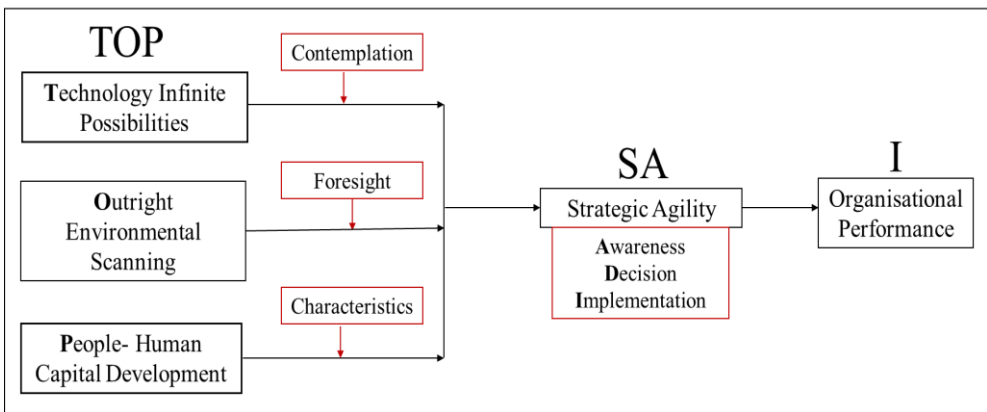 TOP
Contemplation
Technology Infinite
Possibilities
Foresight
Outright
Environmental
Scanning
Characteristics
People- Human
Capital Development
SA
Strategic Agility
Awareness
Decision
Implementation
I
Organisational
Performance